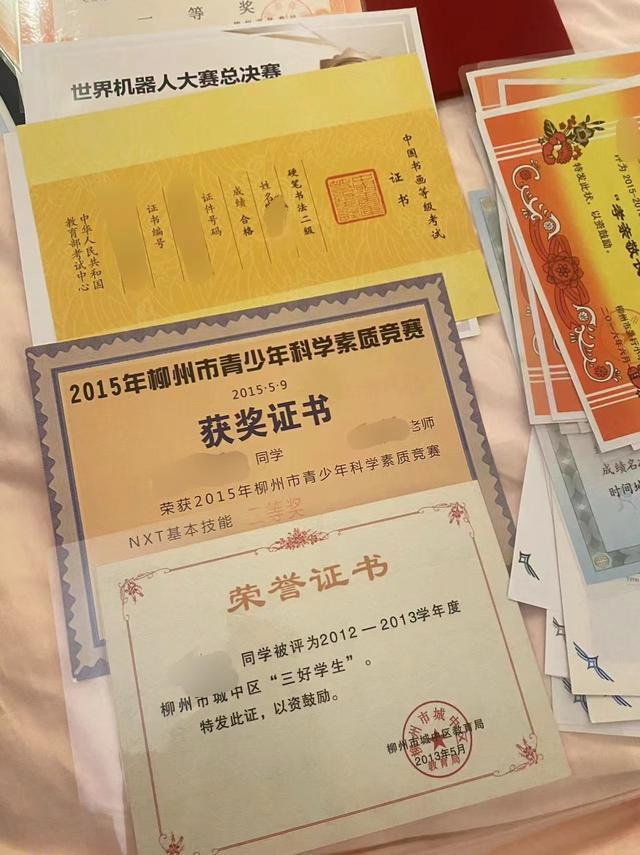 一等奖
世界机器人大赛总决赛
中国书画等级考试
证书
硬笔书法二级
姓名
成绩 合格
证件号码
证书编号
中华人民共和国
教育部考试中心
2015年柳州市青少年科学素质竞赛
2015·5·9
获奖证书
同学
老师
荣获2015年柳州市青少年科学素质竞赛
NXT基本技能 二等奖
荣誉证书
同学被评为2012—2013学年度
柳州市城中区“三好学生”。
特发此证,以资鼓励。
柳州市城中区教育局
2013年5月
特发此状,以资鼓励。
成绩名
时间地